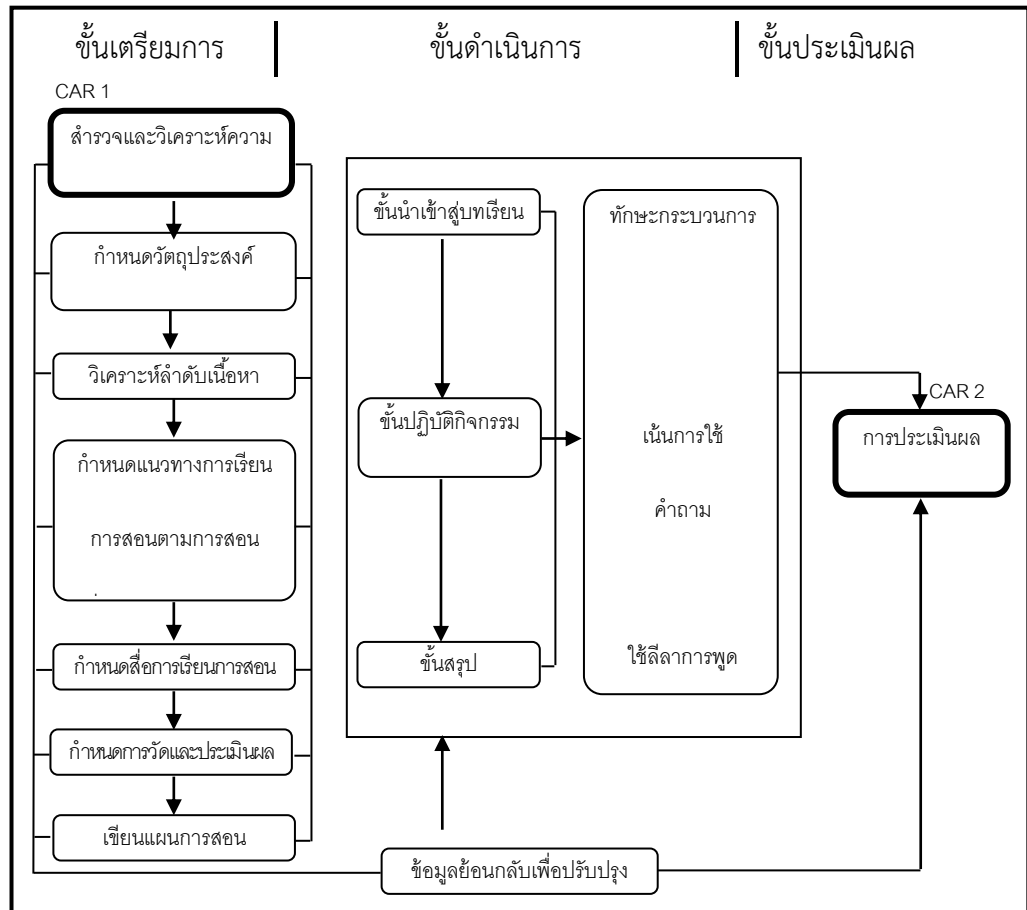 ขั้นเตรียมการ
ขั้นดำเนินการ
ขั้นประเมินผล
CAR 1
สำรวจและวิเคราะห์ความ
กำหนดวัตถุประสงค์
วิเคราะห์ลำดับเนื้อหา
กำหนดแนวทางการเรียน
การสอนตามการสอน
กำหนดสื่อการเรียนการสอน
กำหนดการวัดและประเมินผล
เขียนแผนการสอน
ขั้นนำเข้าสู่บทเรียน
ขั้นปฏิบัติกิจกรรม
ขั้นสรุป
ทักษะกระบวนการ
เน้นการใช้
คำถาม
ใช้ลีลาการพูด
CAR 2
การประเมินผล
ข้อมูลย้อนกลับเพื่อปรับปรุง